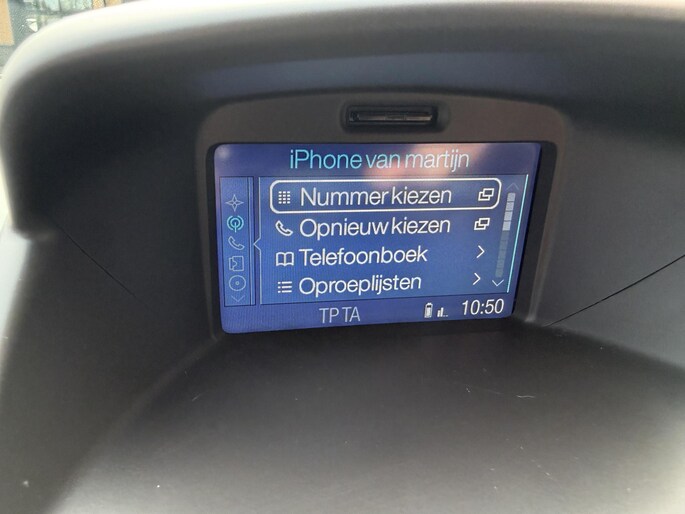 iPhone van martijn
Nummer kiezen
Opnieuw kiezen
Telefoonboek
Oproeplijsten
TP TA 10:50